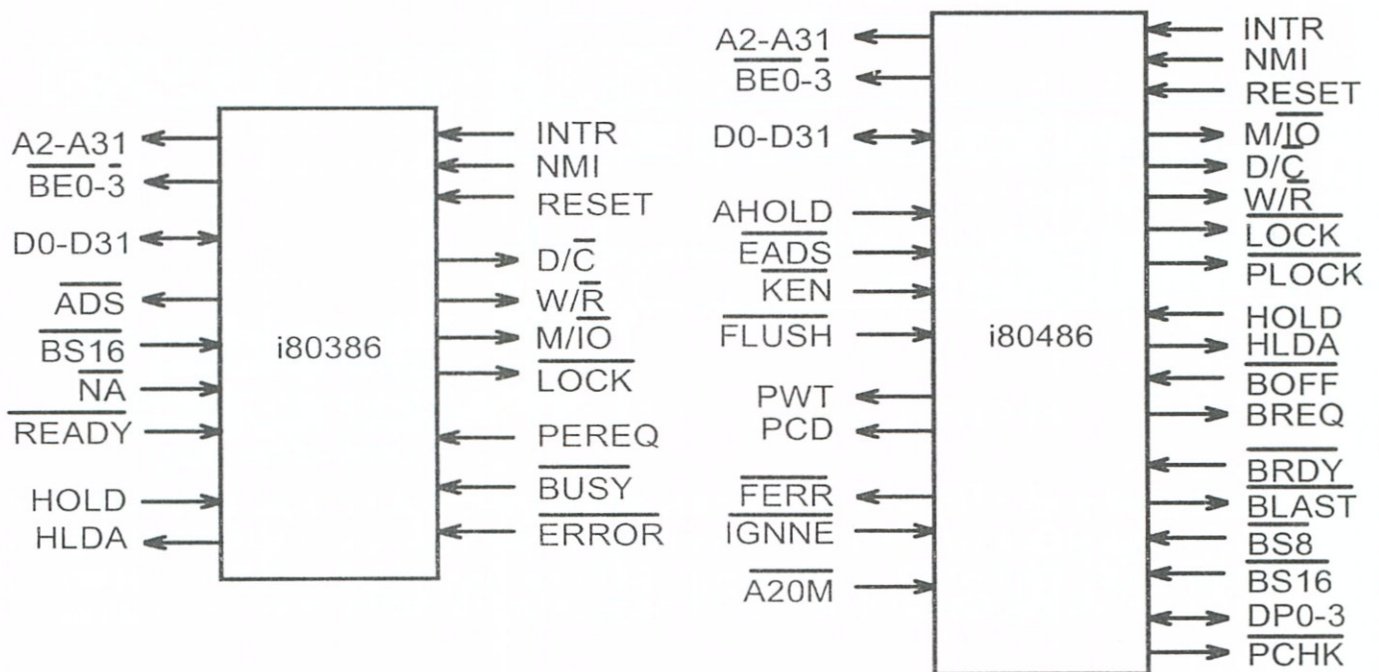 A2-A31
BE0-3
D0-D31
ADS
BS16
NA
READY
HOLD
HLDA
i80386
INTR
NMI
RESET
D/C
W/R
M/IO
LOCK
PEREQ
BUSY
ERROR
A2-A31
BE0-3
D0-D31
AHOLD
EADS
KEN
FLUSH
PWT
PCD
FERR
IGNNE
A20M
i80486
INTR
NMI
RESET
M/IO
D/C
W/R
LOCK
PLOCK
HOLD
HLDA
BOFF
BREQ
BRDY
BLAST
BS8
BS16
DP0-3
PCHK